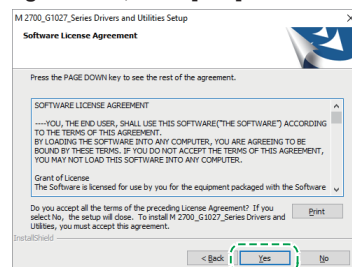 M 2700_G1027_Series Drivers and Utilities Setup
Software License Agreement
Press the PAGE DOWN key to see the rest of the agreement.
SOFTWARE LICENSE AGREEMENT
----YOU, THE END USER, SHALL USE THIS SOFTWARE("THE SOFTWARE") ACCORDING
TO THE TERMS OF THIS AGREEMENT.
BY LOADING THE SOFTWARE INTO ANY COMPUTER, YOU ARE AGREEING TO BE
BOUND BY THESE TERMS. IF YOU DO NOT ACCEPT THE TERMS OF THIS AGREEMENT,
YOU MAY NOT LOAD THIS SOFTWARE INTO ANY COMPUTER.
Grant of License
The Software is licensed for use by you for the equipment packaged with the Software
Do you accept all the terms of the preceding License Agreement? If you
select No, the setup will close. To install M 2700_G1027_Series Drivers and
Utilities, you must accept this agreement.
Print
InstallShield
< Back Yes No